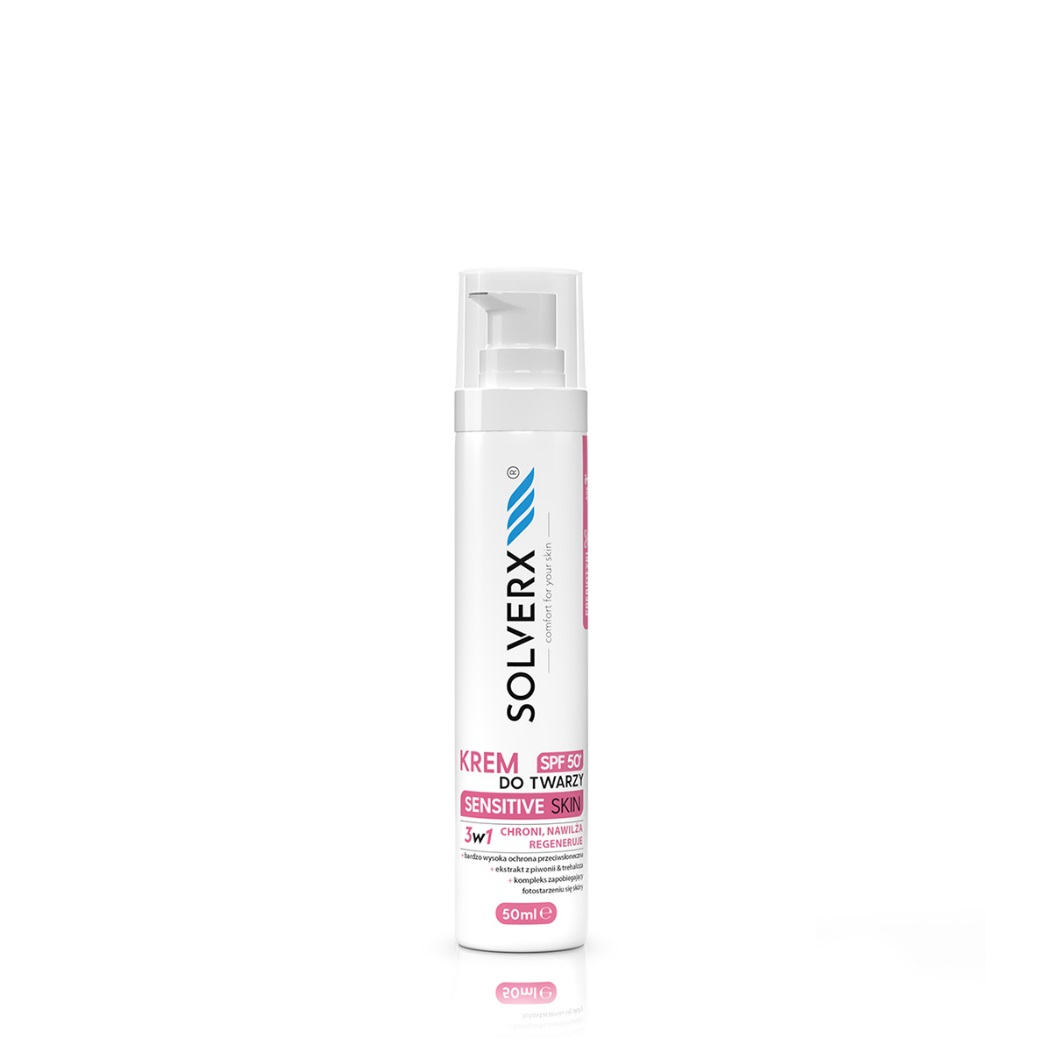 SOLVERX®
comfort for your skin
KREM SPF 50+
DO TWARZY
SENSITIVE SKIN
3w1 CHRONI, NAWILŻA
REGENERUJE
+ bardzo wysoka ochrona przeciwsłoneczna
+ ekstrakt z piwonii & trehaloza
+ kompleks zapobiegający
fotostarzeniu się skóry
50ml ℮